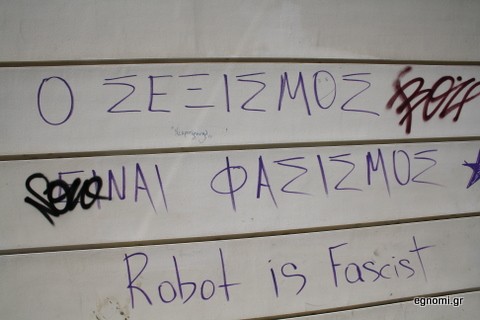 Ο ΣΕΞΙΣΜΟΣ
ΕΙΝΑΙ ΦΑΣΙΣΜΟΣ
Robot is Fascist
egnomi.gr